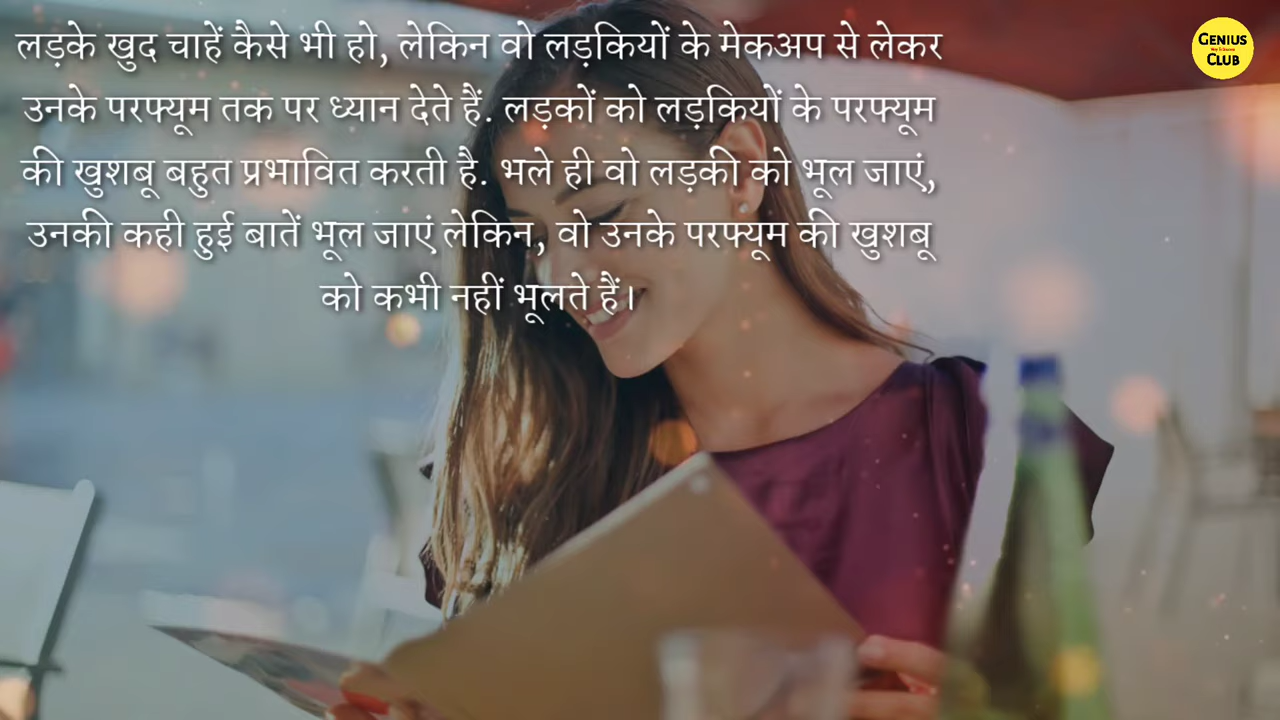 लड़के खुद चाहें कैसे भी हो, लेकिन वो लड़कियों के मेकअप से लेकर
उनके परफ्यूम तक पर ध्यान देते हैं. लड़कों को लड़कियों के परफ्यूम
की खुशबू बहुत प्रभावित करती है. भले ही वो लड़की को भूल जाएं,
उनकी कही हुई बातें भूल जाएं लेकिन, वो उनके परफ्यूम की खुशबू
को कभी नहीं भूलते हैं।
GENIUS
CLUB